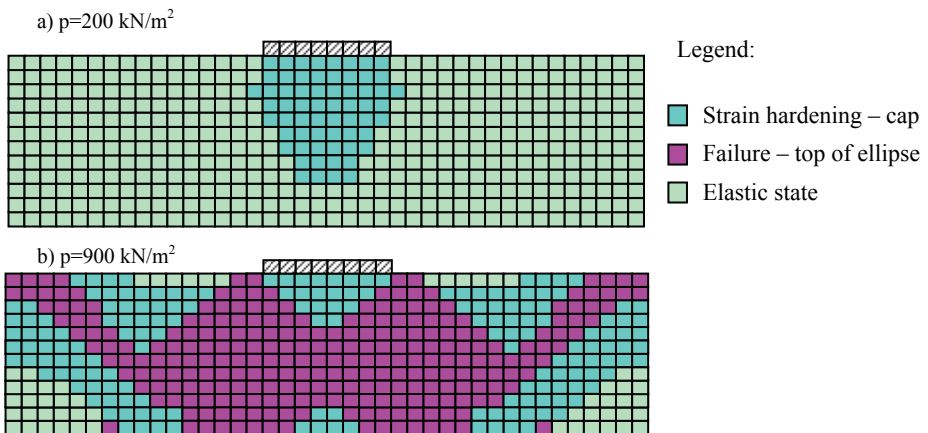 a) p=200 kN/m²
Legend:
Strain hardening – cap
Failure – top of ellipse
Elastic state
b) p=900 kN/m²